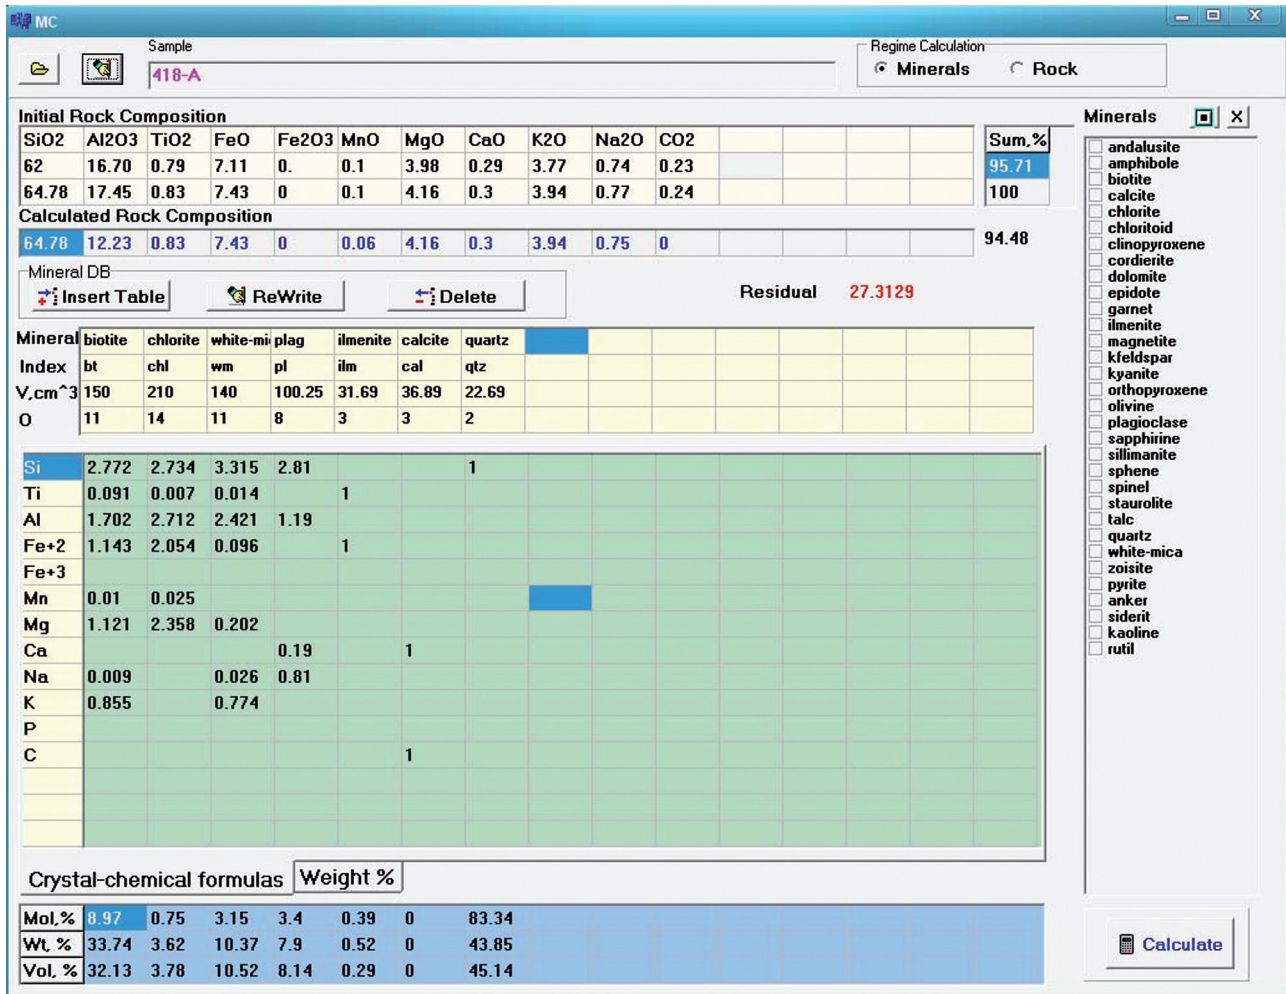 MC
Sample
Regime Calculation
418-A
Minerals Rock
Initial Rock Composition
SiO2 Al2O3 TiO2 FeO Fe2O3 MnO MgO CaO K2O Na2O CO2 Sum,%
62 16.70 0.79 7.11 0. 0.1 3.98 0.29 3.77 0.74 0.23 95.71
64.78 17.45 0.83 7.43 0 0.1 4.16 0.3 3.94 0.77 0.24 100
Calculated Rock Composition
64.78 12.23 0.83 7.43 0 0.06 4.16 0.3 3.94 0.75 0 94.48
Mineral DB
Insert Table ReWrite Delete Residual 27.3129
Mineral biotite chlorite white-mi plag ilmenite calcite quartz
Index bt chl wm pl ilm cal qtz
V,cm^3 150 210 140 100.25 31.69 36.89 22.69
O 11 14 11 8 3 3 2
Si 2.772 2.734 3.315 2.81 1
Ti 0.091 0.007 0.014 1
Al 1.702 2.712 2.421 1.19
Fe+2 1.143 2.054 0.096 1
Fe+3
Mn 0.01 0.025
Mg 1.121 2.358 0.202
Ca 0.19 1
Na 0.009 0.026 0.81
K 0.855 0.774
P
C 1
Crystal-chemical formulas Weight %
Mol,% 8.97 0.75 3.15 3.4 0.39 0 83.34
Wt, % 33.74 3.62 10.37 7.9 0.52 0 43.85
Vol, % 32.13 3.78 10.52 8.14 0.29 0 45.14
Minerals
andalusite
amphibole
biotite
calcite
chlorite
chloritoid
clinopyroxene
cordierite
dolomite
epidote
garnet
ilmenite
magnetite
kfeldspar
kyanite
orthopyroxene
olivine
plagioclase
sapphirine
sillimanite
sphene
spinel
staurolite
talc
quartz
white-mica
zoisite
pyrite
anker
siderit
kaoline
rutil
Calculate